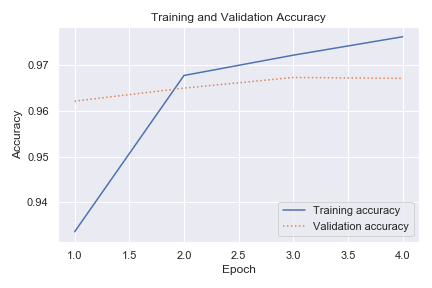 Training and Validation Accuracy
0.97
0.96
0.95
0.94
Accuracy
Training accuracy
Validation accuracy
1.0 1.5 2.0 2.5 3.0 3.5 4.0
Epoch